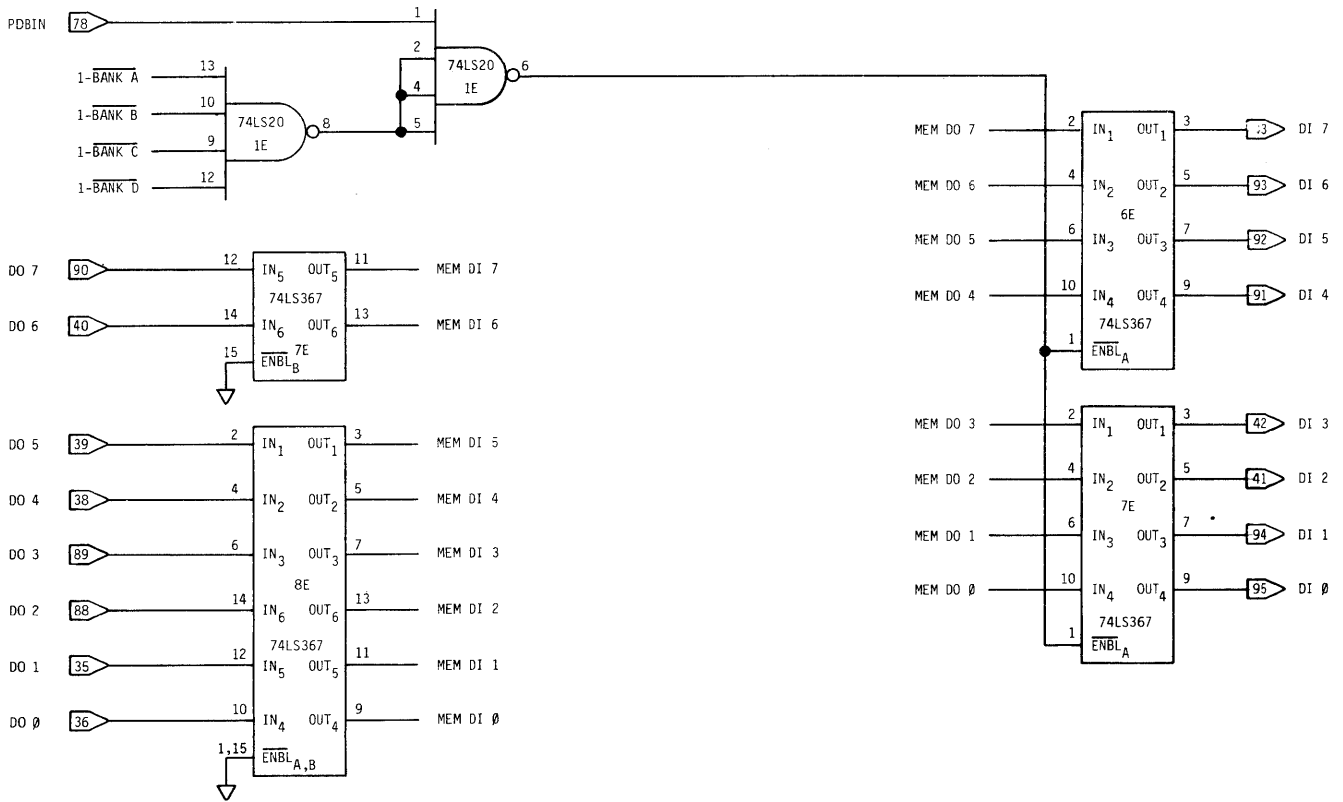 PDBIN 78 1
1-BANK A 13
1-BANK B 10
1-BANK C 9
1-BANK D 12
74LS20
1E
8
2
4
5
74LS20
1E
6
DO 7 90 12 IN5 OUT5 11 MEM DI 7
74LS367
DO 6 40 14 IN6 OUT6 13 MEM DI 6
7E
15 ENBL B
DO 5 39 2 IN1 OUT1 3 MEM DI 5
DO 4 38 4 IN2 OUT2 5 MEM DI 4
DO 3 89 6 IN3 OUT3 7 MEM DI 3
8E
DO 2 88 14 IN6 OUT6 13 MEM DI 2
74LS367
DO 1 35 12 IN5 OUT5 11 MEM DI 1
DO Ø 36 10 IN4 OUT4 9 MEM DI Ø
1,15 ENBL A,B
MEM DO 7 2 IN1 OUT1 3 DI 7
MEM DO 6 4 IN2 OUT2 5 93 DI 6
6E
MEM DO 5 6 IN3 OUT3 7 92 DI 5
MEM DO 4 10 IN4 OUT4 9 91 DI 4
74LS367
1 ENBL A
MEM DO 3 2 IN1 OUT1 3 42 DI 3
MEM DO 2 4 IN2 OUT2 5 41 DI 2
7E
MEM DO 1 6 IN3 OUT3 7 94 DI 1
MEM DO Ø 10 IN4 OUT4 9 95 DI Ø
74LS367
1 ENBL A